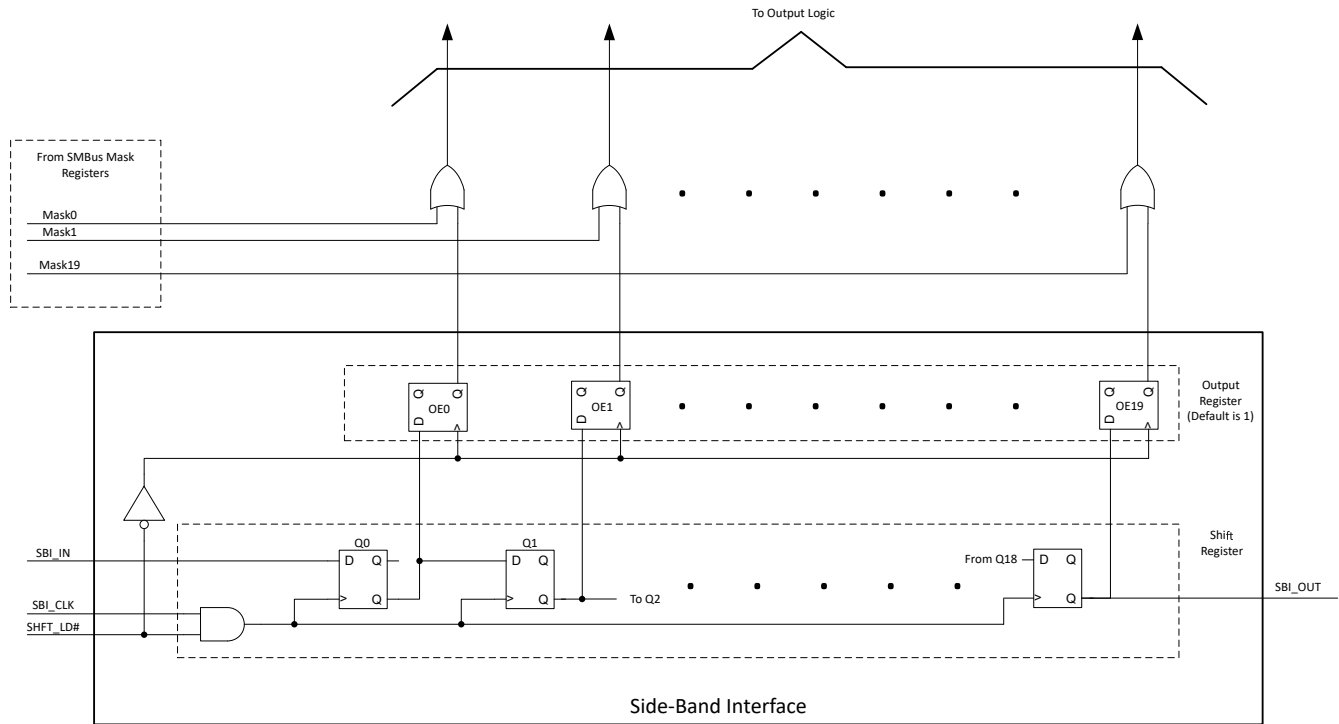 To Output Logic
From SMBus Mask
Registers
Mask0
Mask1
Mask19
Q Q
OE0
D >
Q Q
OE1
D >
Q Q
OE19
D >
Output
Register
(Default is 1)
Shift
Register
Q0
D Q
> Q
Q1
D Q
> Q
To Q2
From Q18
D Q
> Q
SBI_IN
SBI_CLK
SHFT_LD#
SBI_OUT
Side-Band Interface